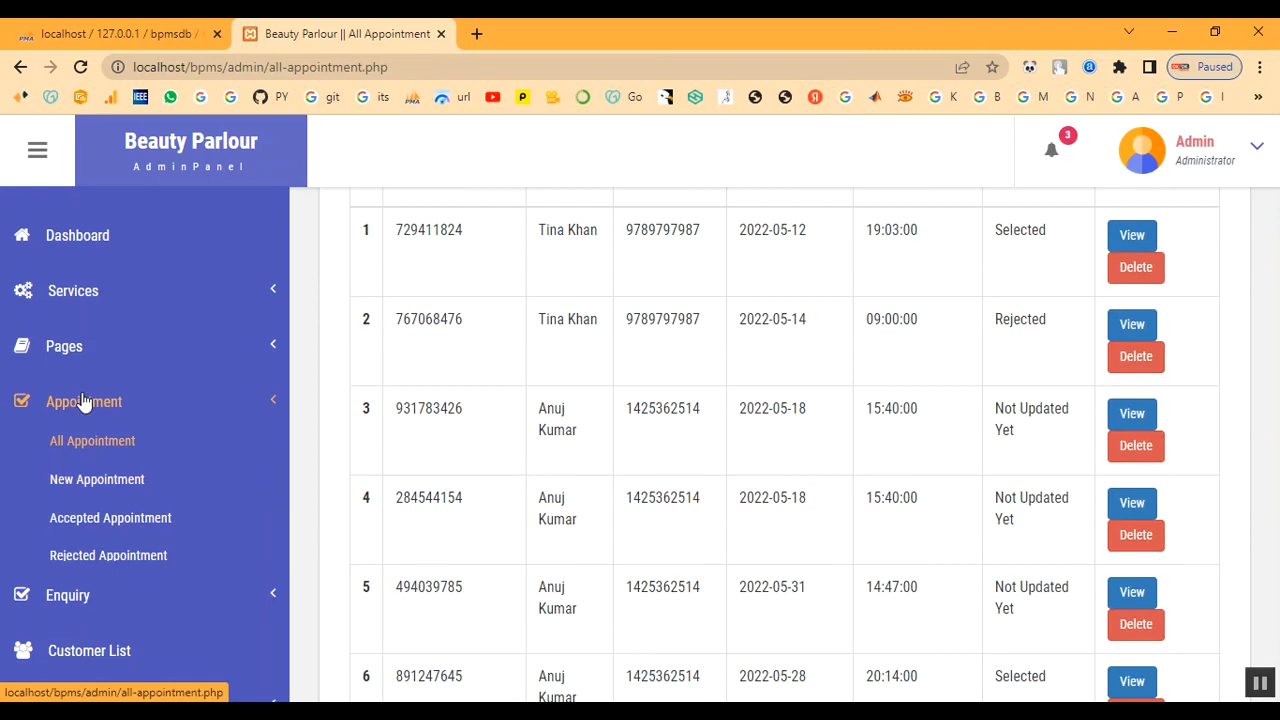 localhost / 127.0.0.1 / bpmsdb /
Beauty Parlour || All Appointment
localhost/bpms/admin/all-appointment.php
Paused
IEEE
PY
git
its
PMA
url
Go
K
B
M
N
A
P
I
»
Beauty Parlour
AdminPanel
3
Admin
Administrator
Dashboard
Services
Pages
Appointment
All Appointment
New Appointment
Accepted Appointment
Rejected Appointment
Enquiry
Customer List
1 729411824 Tina Khan 9789797987 2022-05-12 19:03:00 Selected View
Delete
2 767068476 Tina Khan 9789797987 2022-05-14 09:00:00 Rejected View
Delete
3 931783426 Anuj 1425362514 2022-05-18 15:40:00 Not Updated View
Kumar Yet Delete
4 284544154 Anuj 1425362514 2022-05-18 15:40:00 Not Updated View
Kumar Yet Delete
5 494039785 Anuj 1425362514 2022-05-31 14:47:00 Not Updated View
Kumar Yet Delete
6 891247645 Anuj 1425362514 2022-05-28 20:14:00 Selected View
Kumar
localhost/bpms/admin/all-appointment.php